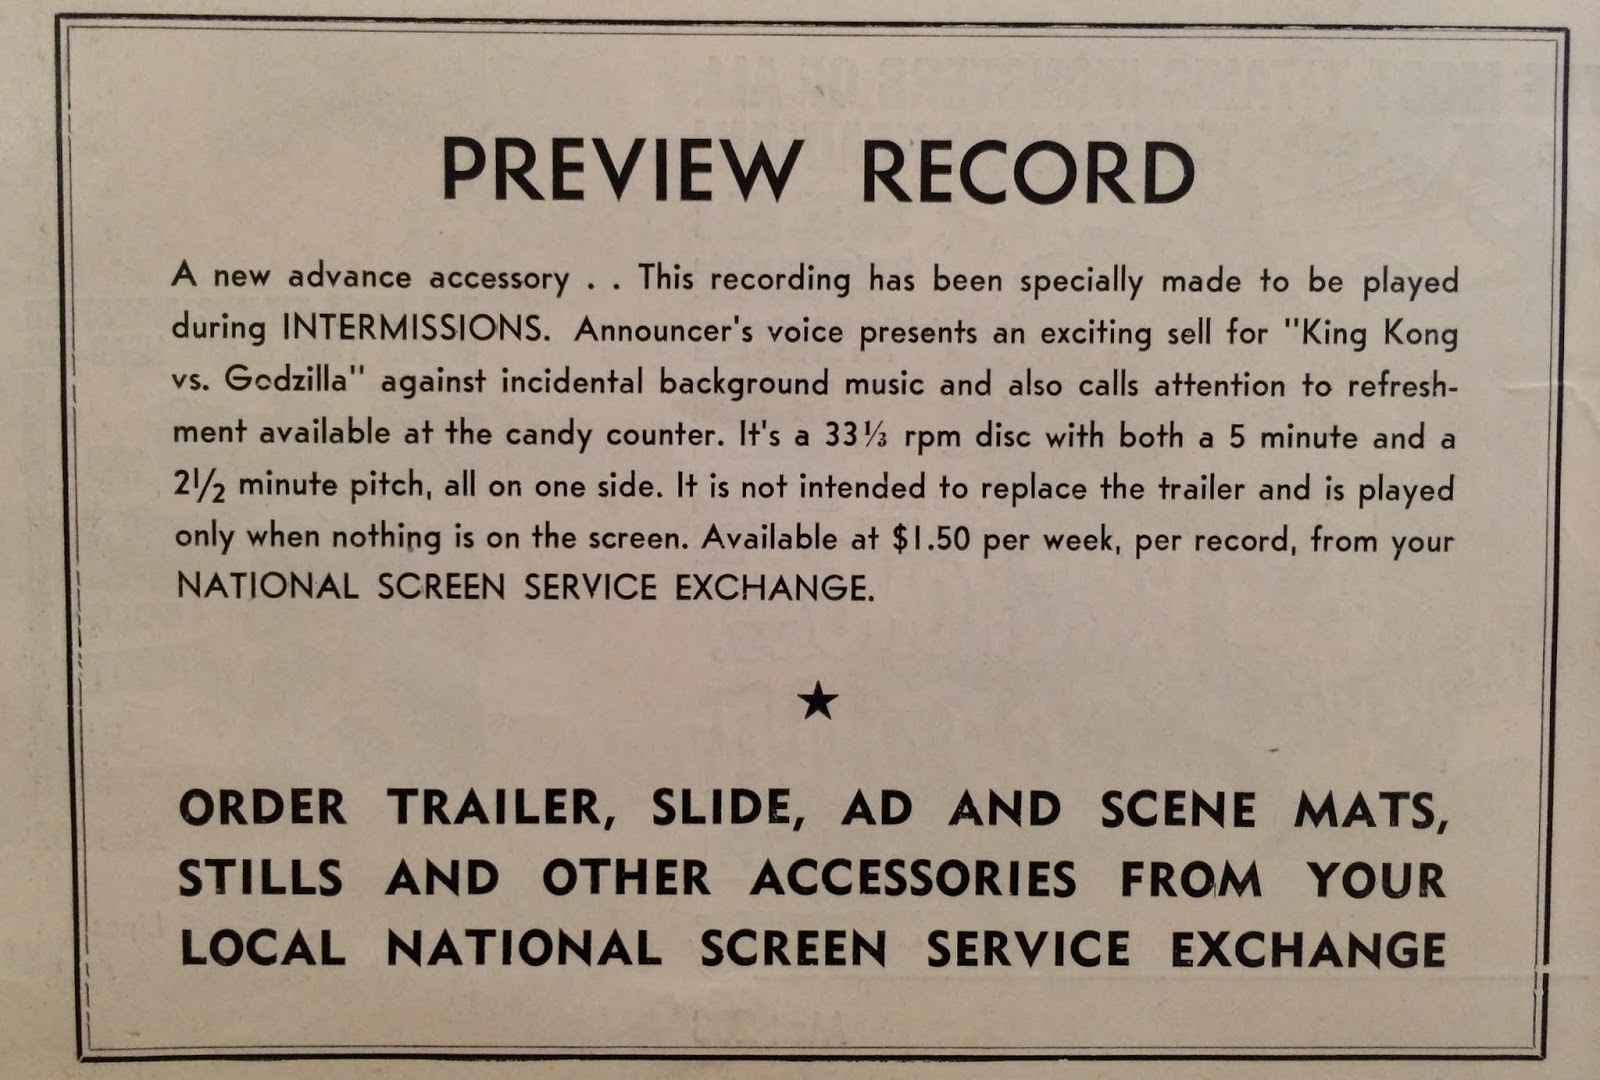 PREVIEW RECORD
A new advance accessory . . This recording has been specially made to be played
during INTERMISSIONS. Announcer's voice presents an exciting sell for "King Kong
vs. Godzilla" against incidental background music and also calls attention to refresh-
ment available at the candy counter. It's a 33⅓ rpm disc with both a 5 minute and a
2½ minute pitch, all on one side. It is not intended to replace the trailer and is played
only when nothing is on the screen. Available at $1.50 per week, per record, from your
NATIONAL SCREEN SERVICE EXCHANGE.
★
ORDER TRAILER, SLIDE, AD AND SCENE MATS,
STILLS AND OTHER ACCESSORIES FROM YOUR
LOCAL NATIONAL SCREEN SERVICE EXCHANGE